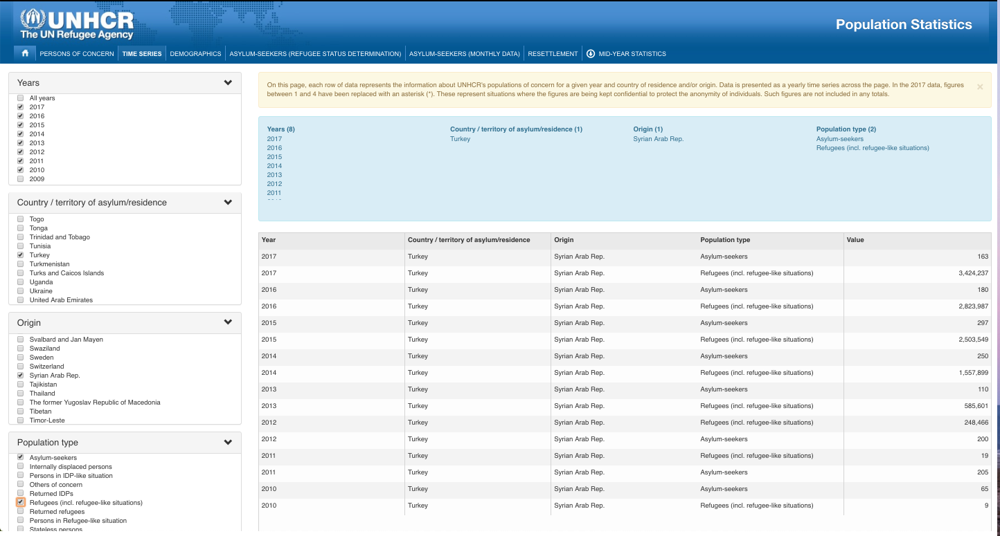 UNHCR
The UN Refugee Agency
Population Statistics
PERSONS OF CONCERN TIME SERIES DEMOGRAPHICS ASYLUM-SEEKERS (REFUGEE STATUS DETERMINATION) ASYLUM-SEEKERS (MONTHLY DATA) RESETTLEMENT MID-YEAR STATISTICS
Years
All years
2017
2016
2015
2014
2013
2012
2011
2010
2009
Country / territory of asylum/residence
Togo
Tonga
Trinidad and Tobago
Tunisia
Turkey
Turkmenistan
Turks and Caicos Islands
Uganda
Ukraine
United Arab Emirates
Origin
Svalbard and Jan Mayen
Swaziland
Sweden
Switzerland
Syrian Arab Rep.
Tajikistan
Thailand
The former Yugoslav Republic of Macedonia
Tibetan
Timor-Leste
Population type
Asylum-seekers
Internally displaced persons
Persons in IDP-like situation
Others of concern
Returned IDPs
Refugees (incl. refugee-like situations)
Returned refugees
Persons in Refugee-like situation
Stateless persons
On this page, each row of data represents the information about UNHCR's populations of concern for a given year and country of residence and/or origin. Data is presented as a yearly time series across the page. In the 2017 data, figures
between 1 and 4 have been replaced with an asterisk (*). These represent situations where the figures are being kept confidential to protect the anonymity of individuals. Such figures are not included in any totals.
×
Years (8) Country / territory of asylum/residence (1) Origin (1) Population type (2)
2017 Turkey Syrian Arab Rep. Asylum-seekers
2016 Refugees (incl. refugee-like situations)
2015
2014
2013
2012
2011
Year Country / territory of asylum/residence Origin Population type Value
2017 Turkey Syrian Arab Rep. Asylum-seekers 163
2017 Turkey Syrian Arab Rep. Refugees (incl. refugee-like situations) 3,424,237
2016 Turkey Syrian Arab Rep. Asylum-seekers 180
2016 Turkey Syrian Arab Rep. Refugees (incl. refugee-like situations) 2,823,987
2015 Turkey Syrian Arab Rep. Asylum-seekers 297
2015 Turkey Syrian Arab Rep. Refugees (incl. refugee-like situations) 2,503,549
2014 Turkey Syrian Arab Rep. Asylum-seekers 250
2014 Turkey Syrian Arab Rep. Refugees (incl. refugee-like situations) 1,557,899
2013 Turkey Syrian Arab Rep. Asylum-seekers 110
2013 Turkey Syrian Arab Rep. Refugees (incl. refugee-like situations) 585,601
2012 Turkey Syrian Arab Rep. Refugees (incl. refugee-like situations) 248,466
2012 Turkey Syrian Arab Rep. Asylum-seekers 200
2011 Turkey Syrian Arab Rep. Refugees (incl. refugee-like situations) 19
2011 Turkey Syrian Arab Rep. Asylum-seekers 205
2010 Turkey Syrian Arab Rep. Asylum-seekers 65
2010 Turkey Syrian Arab Rep. Refugees (incl. refugee-like situations) 9